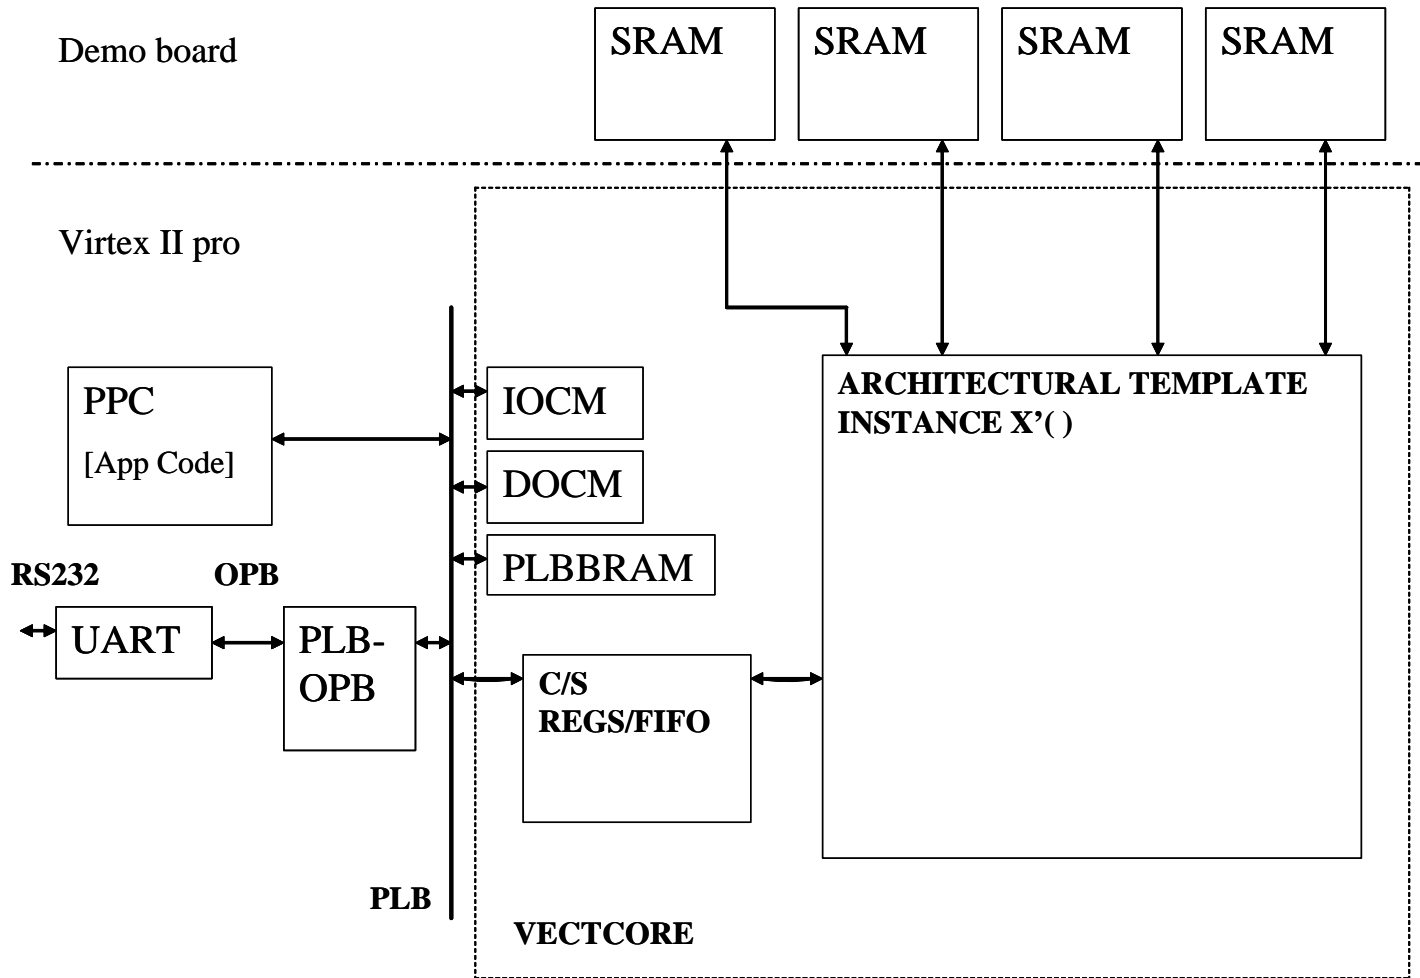 Demo board
SRAM
SRAM
SRAM
SRAM
Virtex II pro
PPC
[App Code]
IOCM
DOCM
PLBBRAM
ARCHITECTURAL TEMPLATE
INSTANCE X’( )
RS232
OPB
UART
PLB-
OPB
C/S
REGS/FIFO
PLB
VECTCORE